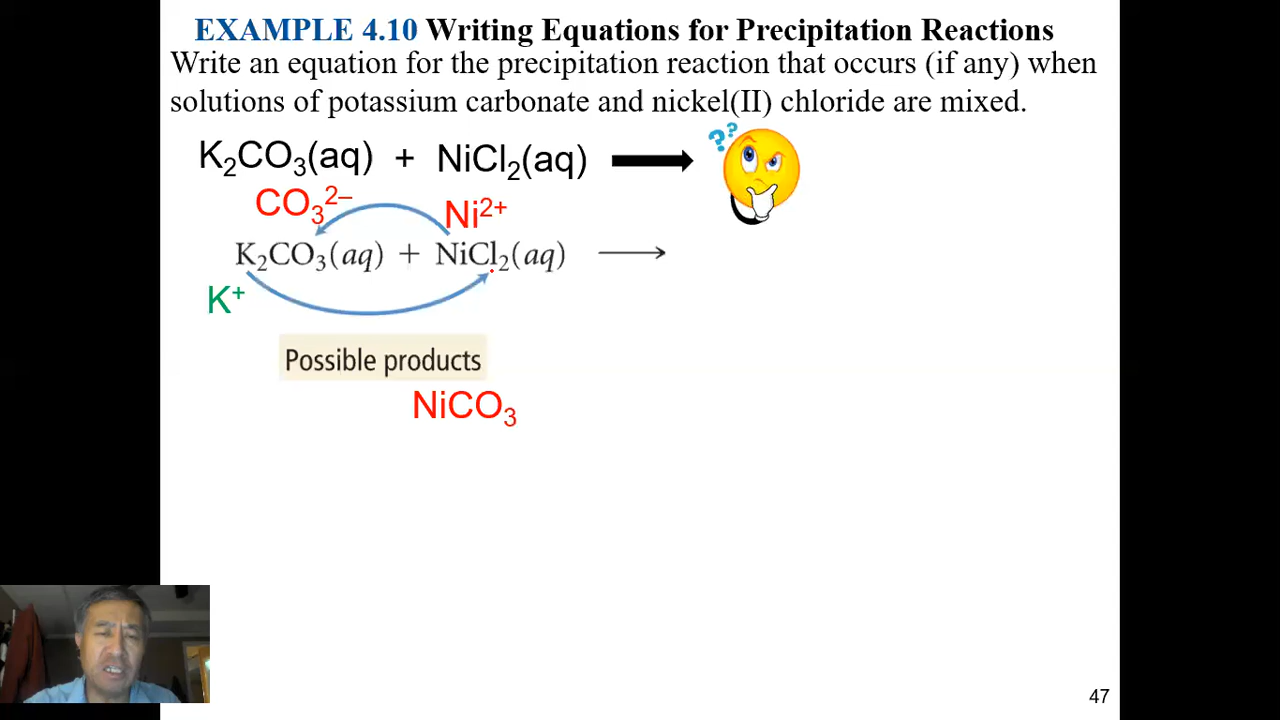 EXAMPLE 4.10 Writing Equations for Precipitation Reactions
Write an equation for the precipitation reaction that occurs (if any) when
solutions of potassium carbonate and nickel(II) chloride are mixed.
K₂CO₃(aq) + NiCl₂(aq)
??
CO₃²⁻ Ni²⁺
K₂CO₃(aq) + NiCl₂(aq) ⟶
K⁺
Possible products
NiCO₃
47